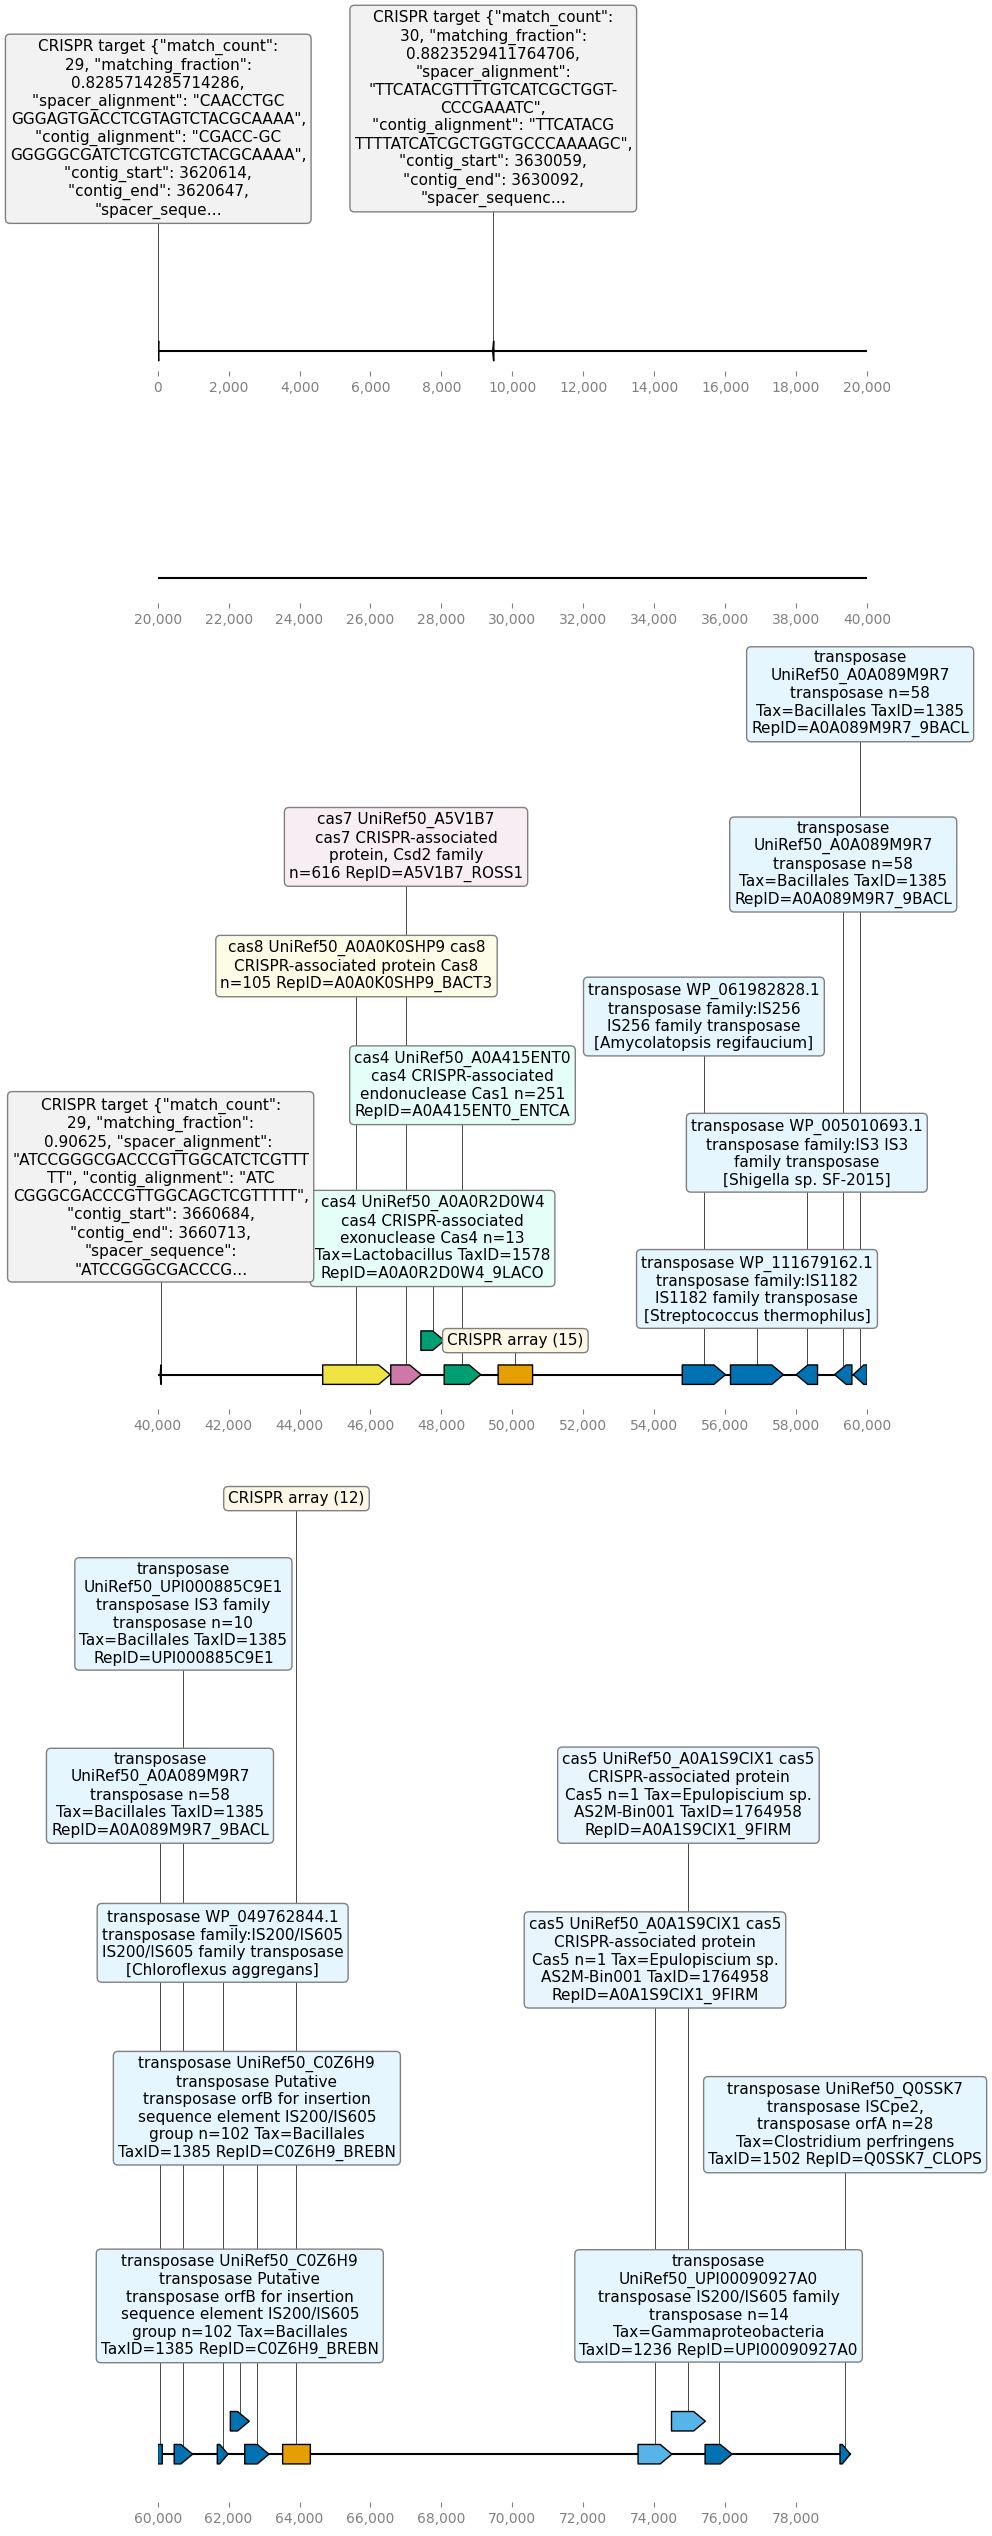 CRISPR target {"match_count":
30, "matching_fraction":
0.8823529411764706,
"spacer_alignment":
"TTCATACGTTTTGTCATCGCTGGT-
CCCGAAATC",
"contig_alignment": "TTCATACG
TTTTATCATCGCTGGTGCCCAAAAGC",
"contig_start": 3630059,
"contig_end": 3630092,
"spacer_sequenc...
CRISPR target {"match_count":
29, "matching_fraction":
0.8285714285714286,
"spacer_alignment": "CAACCTGC
GGGAGTGACCTCGTAGTCTACGCAAAA",
"contig_alignment": "CGACC-GC
GGGGGCGATCTCGTCGTCTACGCAAAA",
"contig_start": 3620614,
"contig_end": 3620647,
"spacer_seque...
0 2,000 4,000 6,000 8,000 10,000 12,000 14,000 16,000 18,000 20,000
20,000 22,000 24,000 26,000 28,000 30,000 32,000 34,000 36,000 38,000 40,000
transposase
UniRef50_A0A089M9R7
transposase n=58
Tax=Bacillales TaxID=1385
RepID=A0A089M9R7_9BACL
cas7 UniRef50_A5V1B7
cas7 CRISPR-associated
protein, Csd2 family
n=616 RepID=A5V1B7_ROSS1
transposase
UniRef50_A0A089M9R7
transposase n=58
Tax=Bacillales TaxID=1385
RepID=A0A089M9R7_9BACL
cas8 UniRef50_A0A0K0SHP9 cas8
CRISPR-associated protein Cas8
n=105 RepID=A0A0K0SHP9_BACT3
transposase WP_061982828.1
transposase family:IS256
IS256 family transposase
[Amycolatopsis regifaucium]
cas4 UniRef50_A0A415ENT0
cas4 CRISPR-associated
endonuclease Cas1 n=251
RepID=A0A415ENT0_ENTCA
CRISPR target {"match_count":
29, "matching_fraction":
0.90625, "spacer_alignment":
"ATCCGGGCGACCCGTTGGCATCTCGTTT
TT", "contig_alignment": "ATC
CGGGCGACCCGTTGGCAGCTCGTTTTT",
"contig_start": 3660684,
"contig_end": 3660713,
"spacer_sequence":
"ATCCGGGCGACCCG...
transposase WP_005010693.1
transposase family:IS3 IS3
family transposase
[Shigella sp. SF-2015]
cas4 UniRef50_A0A0R2D0W4
cas4 CRISPR-associated
exonuclease Cas4 n=13
Tax=Lactobacillus TaxID=1578
RepID=A0A0R2D0W4_9LACO
transposase WP_111679162.1
transposase family:IS1182
IS1182 family transposase
[Streptococcus thermophilus]
CRISPR array (15)
40,000 42,000 44,000 46,000 48,000 50,000 52,000 54,000 56,000 58,000 60,000
CRISPR array (12)
transposase
UniRef50_UPI000885C9E1
transposase IS3 family
transposase n=10
Tax=Bacillales TaxID=1385
RepID=UPI000885C9E1
transposase
UniRef50_A0A089M9R7
transposase n=58
Tax=Bacillales TaxID=1385
RepID=A0A089M9R7_9BACL
cas5 UniRef50_A0A1S9CIX1 cas5
CRISPR-associated protein
Cas5 n=1 Tax=Epulopiscium sp.
AS2M-Bin001 TaxID=1764958
RepID=A0A1S9CIX1_9FIRM
transposase WP_049762844.1
transposase family:IS200/IS605
IS200/IS605 family transposase
[Chloroflexus aggregans]
cas5 UniRef50_A0A1S9CIX1 cas5
CRISPR-associated protein
Cas5 n=1 Tax=Epulopiscium sp.
AS2M-Bin001 TaxID=1764958
RepID=A0A1S9CIX1_9FIRM
transposase UniRef50_C0Z6H9
transposase Putative
transposase orfB for insertion
sequence element IS200/IS605
group n=102 Tax=Bacillales
TaxID=1385 RepID=C0Z6H9_BREBN
transposase UniRef50_Q0SSK7
transposase ISCpe2,
transposase orfA n=28
Tax=Clostridium perfringens
TaxID=1502 RepID=Q0SSK7_CLOPS
transposase UniRef50_C0Z6H9
transposase Putative
transposase orfB for insertion
sequence element IS200/IS605
group n=102 Tax=Bacillales
TaxID=1385 RepID=C0Z6H9_BREBN
transposase
UniRef50_UPI00090927A0
transposase IS200/IS605 family
transposase n=14
Tax=Gammaproteobacteria
TaxID=1236 RepID=UPI00090927A0
60,000 62,000 64,000 66,000 68,000 70,000 72,000 74,000 76,000 78,000